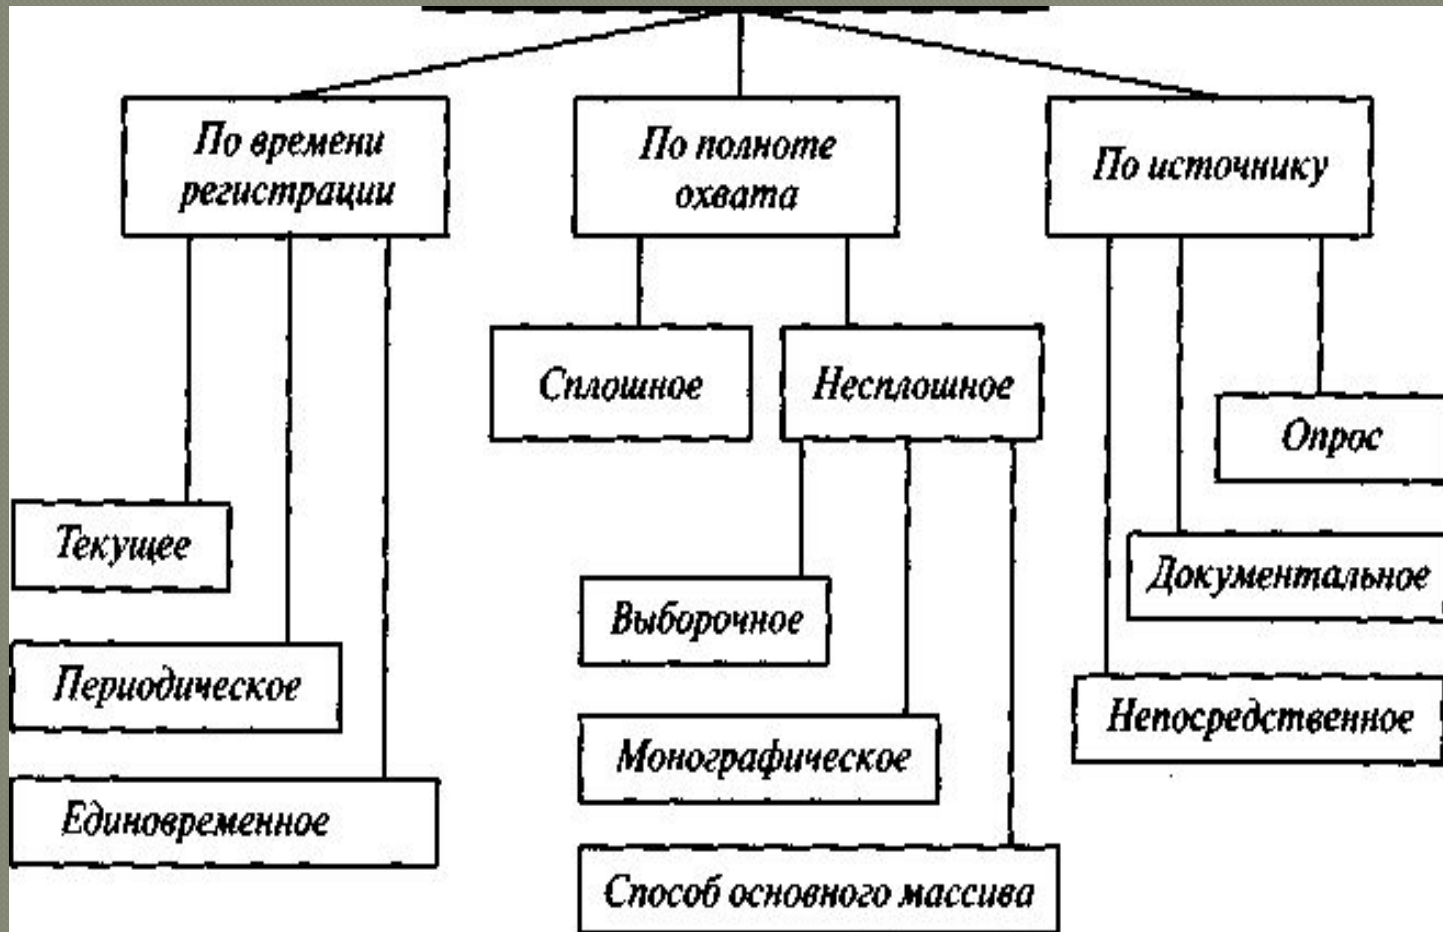 По времени
регистрации
По полноте
охвата
По источнику
Сплошное
Несплошное
Опрос
Текущее
Документальное
Выборочное
Периодическое
Непосредственное
Монографическое
Единовременное
Способ основного массива